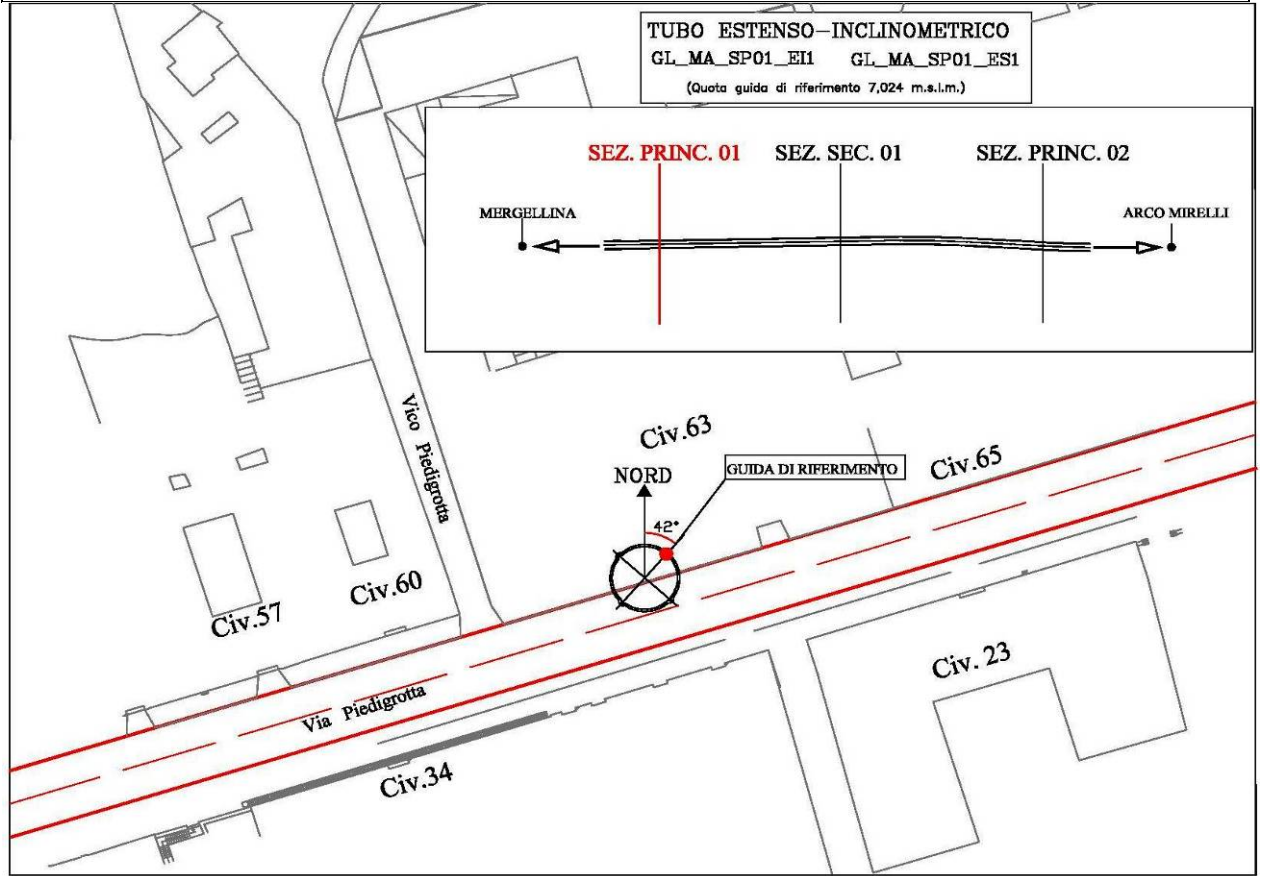 TUBO ESTENSO-INCLINOMETRICO
GL_MA_SP01_EI1 GL_MA_SP01_ES1
(Quota guida di riferimento 7,024 m.s.l.m.)
SEZ. PRINC. 01 SEZ. SEC. 01 SEZ. PRINC. 02
MERGELLINA ARCO MIRELLI
Vico Piedigrotta
Civ.63
Civ.65
GUIDA DI RIFERIMENTO
NORD
42°
Civ.60
Civ.57
Civ. 23
Via Piedigrotta
Civ.34